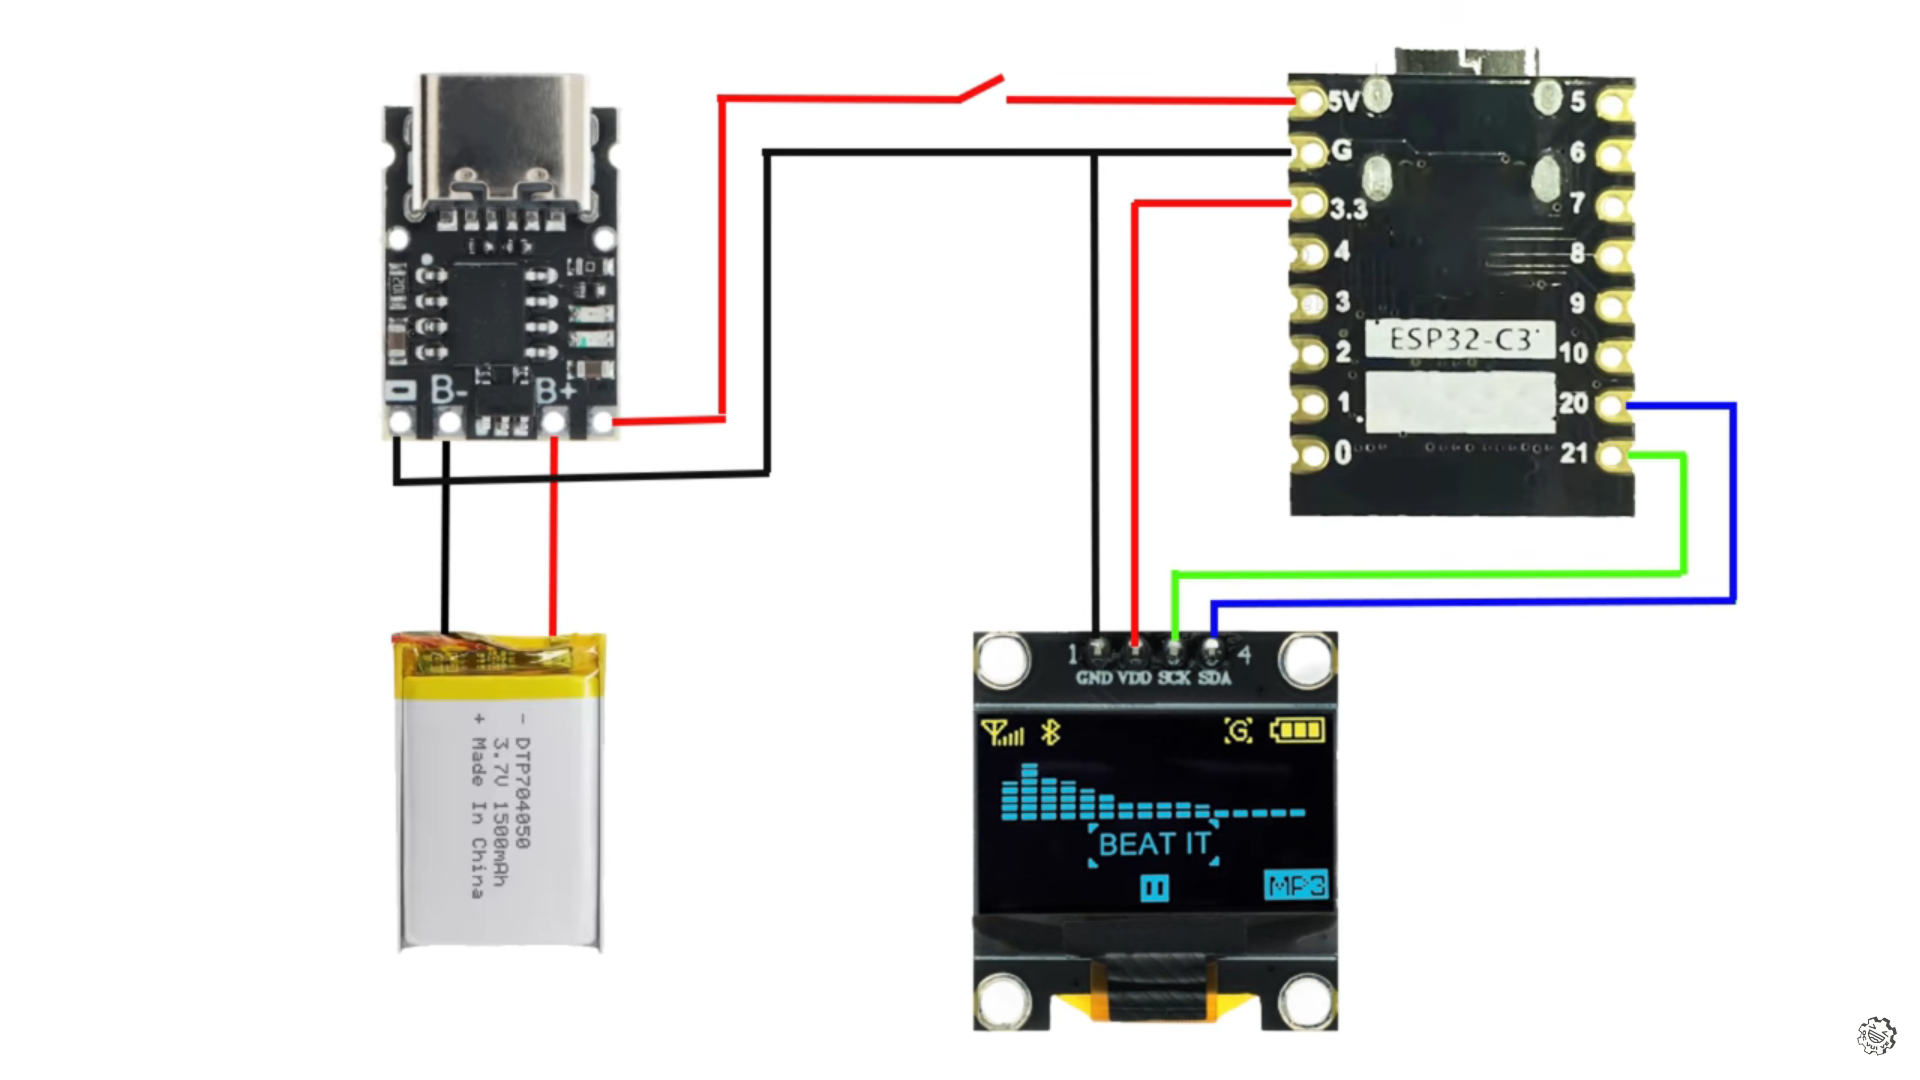 5V
G
3.3
4
3
2
1
0
5
6
7
8
9
10
20
21
ESP32-C3
B-
B+
- DTP704050
3.7V 1500mAh
+ Made In China
1
4
GND VDD SCK SDA
G
BEAT IT
MP3